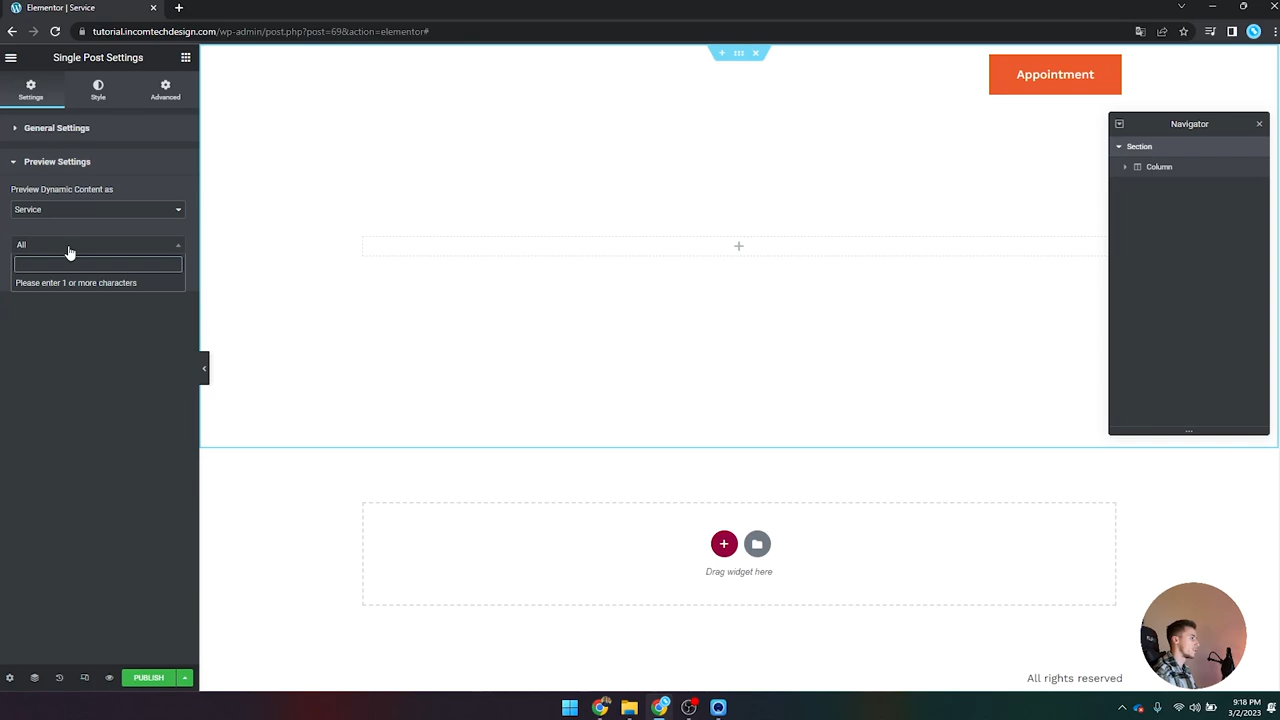 Elementor | Service
tutorial.incomtechdesign.com/wp-admin/post.php?post=69&action=elementor#
Single Post Settings
Settings
Style
Advanced
General Settings
Preview Settings
Preview Dynamic Content as
Service
All
Please enter 1 or more characters
PUBLISH
Appointment
Navigator
Section
Column
Drag widget here
All rights reserved
9:18 PM
3/2/2023